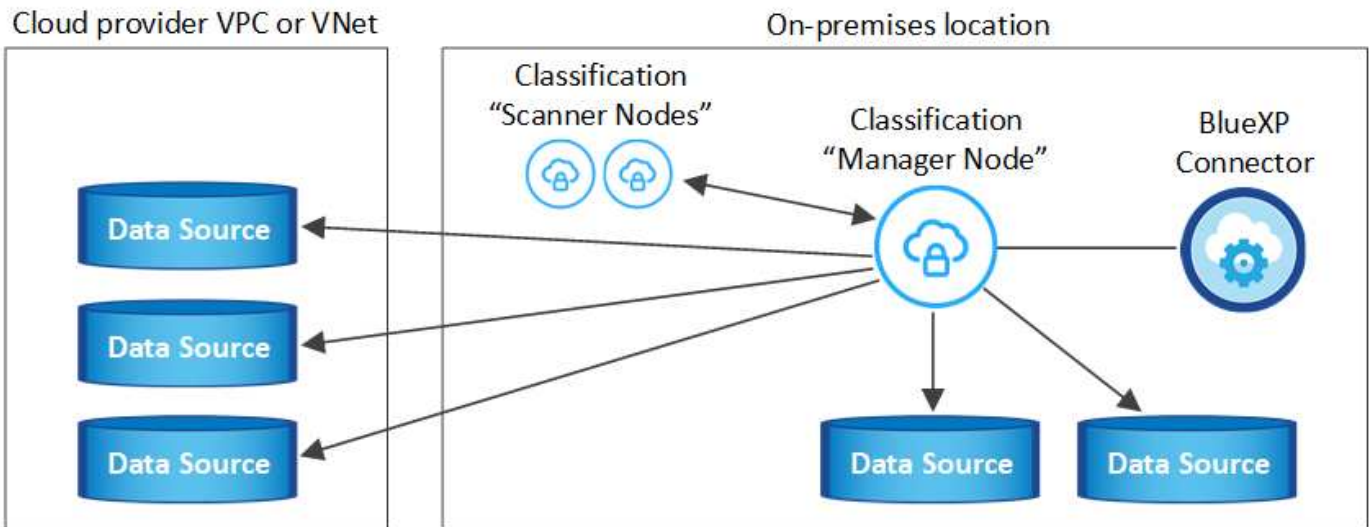 Cloud provider VPC or VNet
On-premises location
Classification
“Scanner Nodes”
Classification
“Manager Node”
BlueXP
Connector
Data Source
Data Source
Data Source
Data Source
Data Source